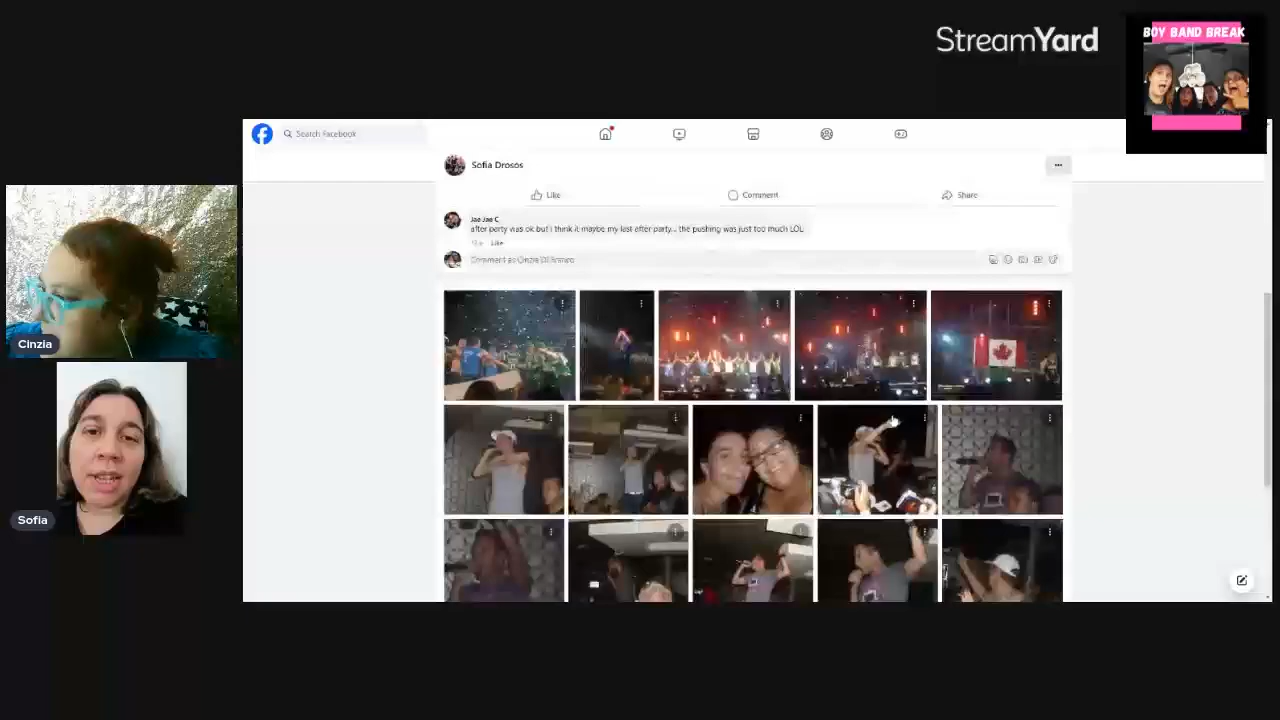 StreamYard
BOY BAND BREAK
Search Facebook
Sofia Drosos
Like
Comment
Share
Jae Jae C
after party was ok but i think it maybe my last after party... the pushing was just too much LOL
Like
Comment as Cinzia Di
Cinzia
Sofia